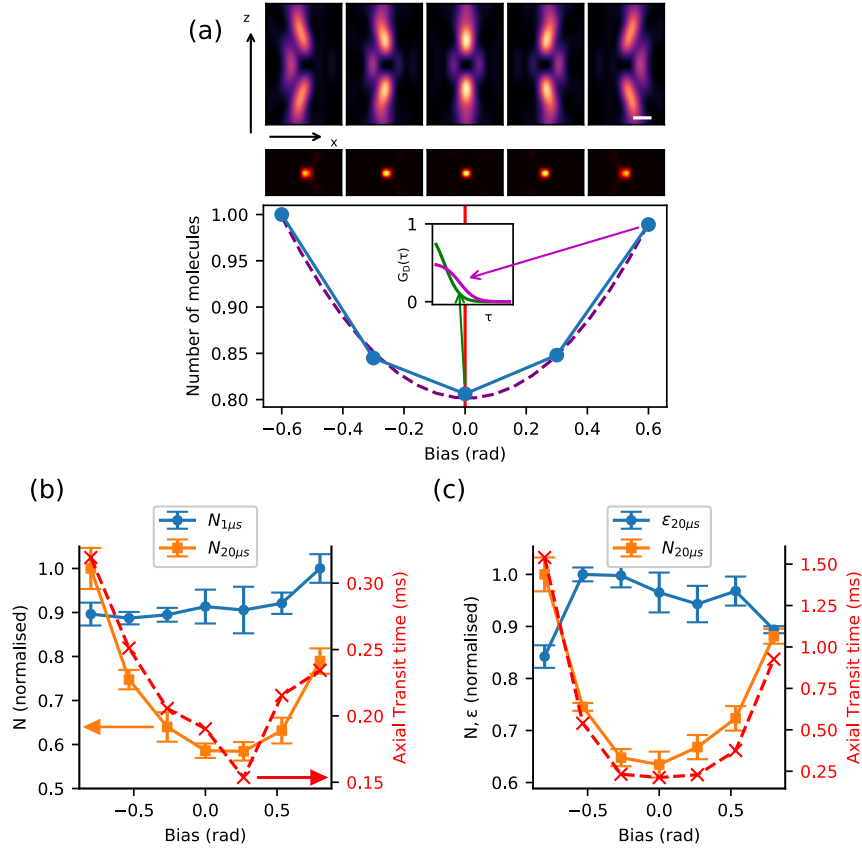 (a)
z
x
1.00
0.95
0.90
0.85
0.80
Number of molecules
1
0
G_D(τ)
τ
−0.6 −0.4 −0.2 0.0 0.2 0.4 0.6
Bias (rad)
(b)
N_1μs
N_20μs
1.0
0.9
0.8
0.7
0.6
0.5
N (normalised)
0.30
0.25
0.20
0.15
Axial Transit time (ms)
−0.5 0.0 0.5
Bias (rad)
(c)
ε_20μs
N_20μs
1.0
0.9
0.8
0.7
0.6
N, ε (normalised)
1.50
1.25
1.00
0.75
0.50
0.25
Axial Transit time (ms)
−0.5 0.0 0.5
Bias (rad)